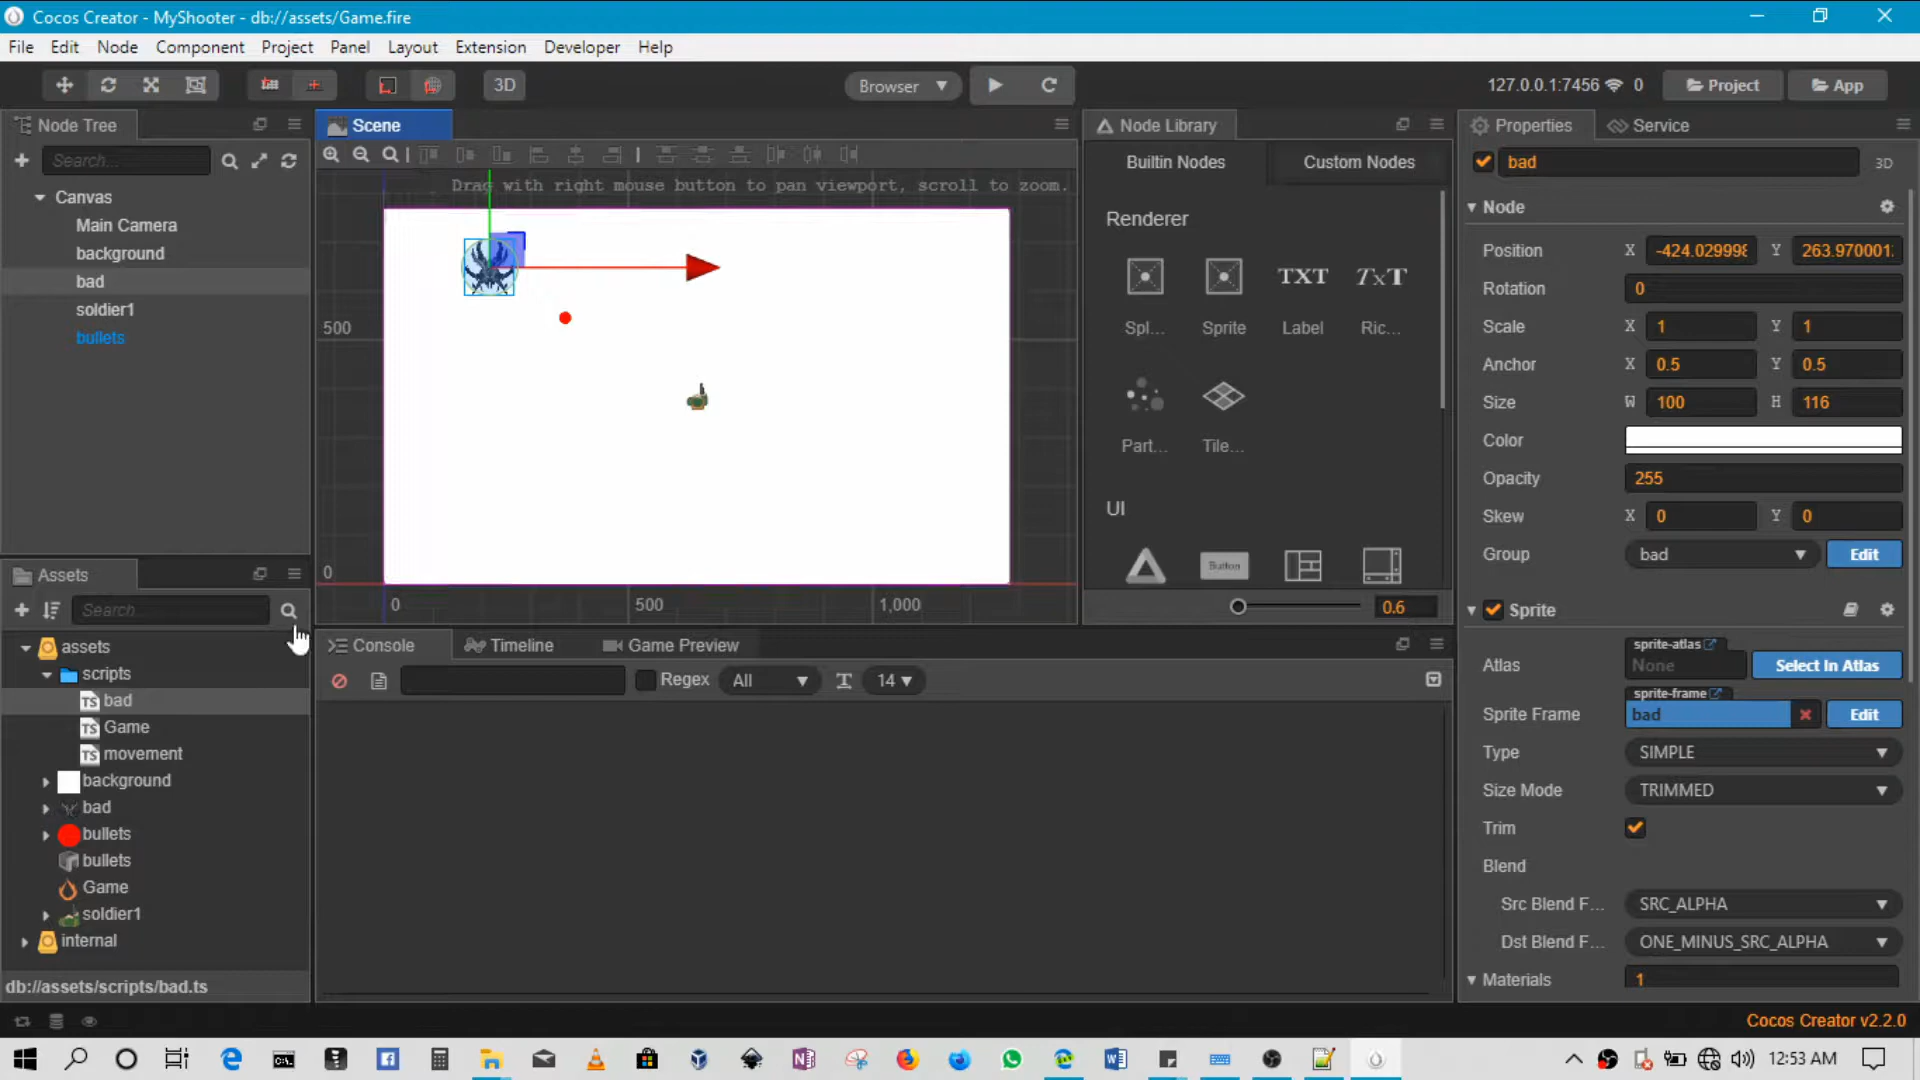 Cocos Creator - MyShooter - db://assets/Game.fire
File Edit Node Component Project Panel Layout Extension Developer Help
3D
Browser
127.0.0.1:7456 0
Project
App
Node Tree
Search...
Canvas
Main Camera
background
bad
soldier1
bullets
Scene
Drag with right mouse button to pan viewport, scroll to zoom.
500
0
0 500 1,000
Node Library
Builtin Nodes Custom Nodes
Renderer
TXT TxT
Spl... Sprite Label Ric...
Part... Tile...
UI
Button
0.6
Properties Service
bad 3D
Node
Position X -424.029998 Y 263.970001
Rotation 0
Scale X 1 Y 1
Anchor X 0.5 Y 0.5
Size W 100 H 116
Color
Opacity 255
Skew X 0 Y 0
Group bad Edit
Sprite
sprite-atlas
Atlas None Select In Atlas
sprite-frame
Sprite Frame bad Edit
Type SIMPLE
Size Mode TRIMMED
Trim
Blend
Src Blend F... SRC_ALPHA
Dst Blend F... ONE_MINUS_SRC_ALPHA
Materials 1
Assets
Search...
assets
scripts
TS bad
TS Game
TS movement
background
bad
bullets
bullets
Game
soldier1
internal
db://assets/scripts/bad.ts
Console Timeline Game Preview
Regex All 14
Cocos Creator v2.2.0
12:53 AM